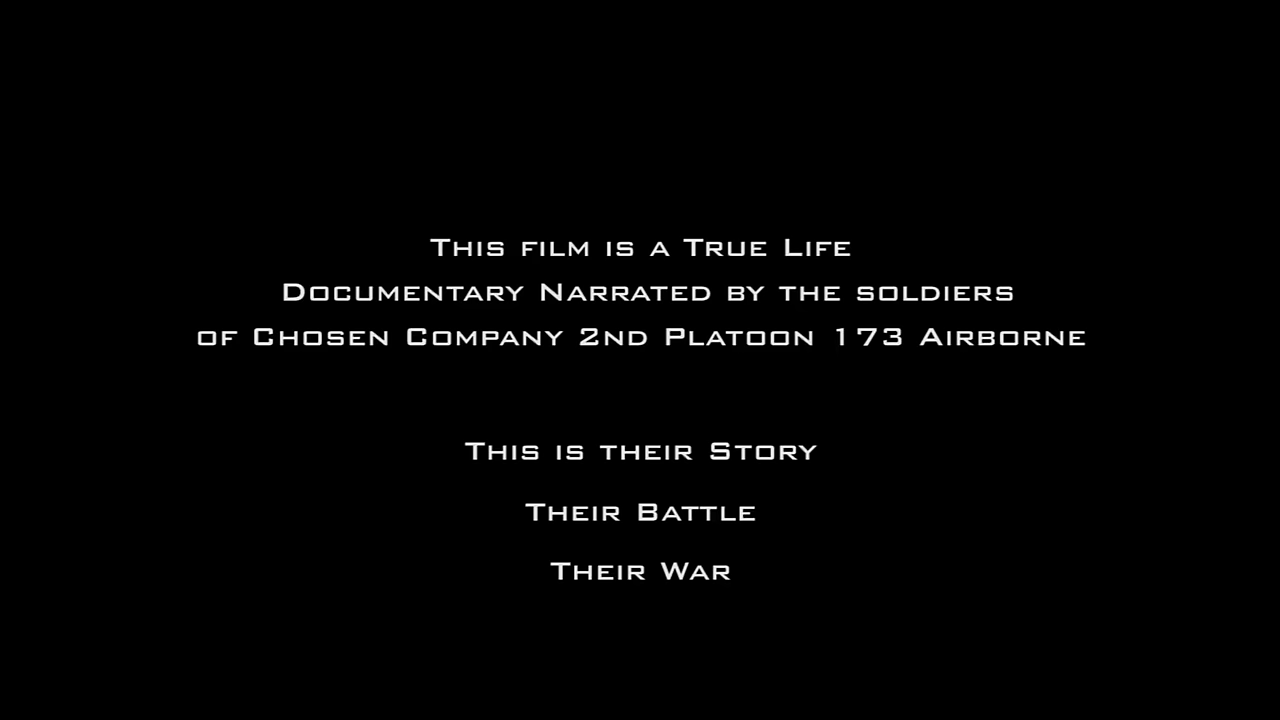 This film is a True Life
Documentary Narrated by the soldiers
of Chosen Company 2nd Platoon 173 Airborne
This is their Story
Their Battle
Their War